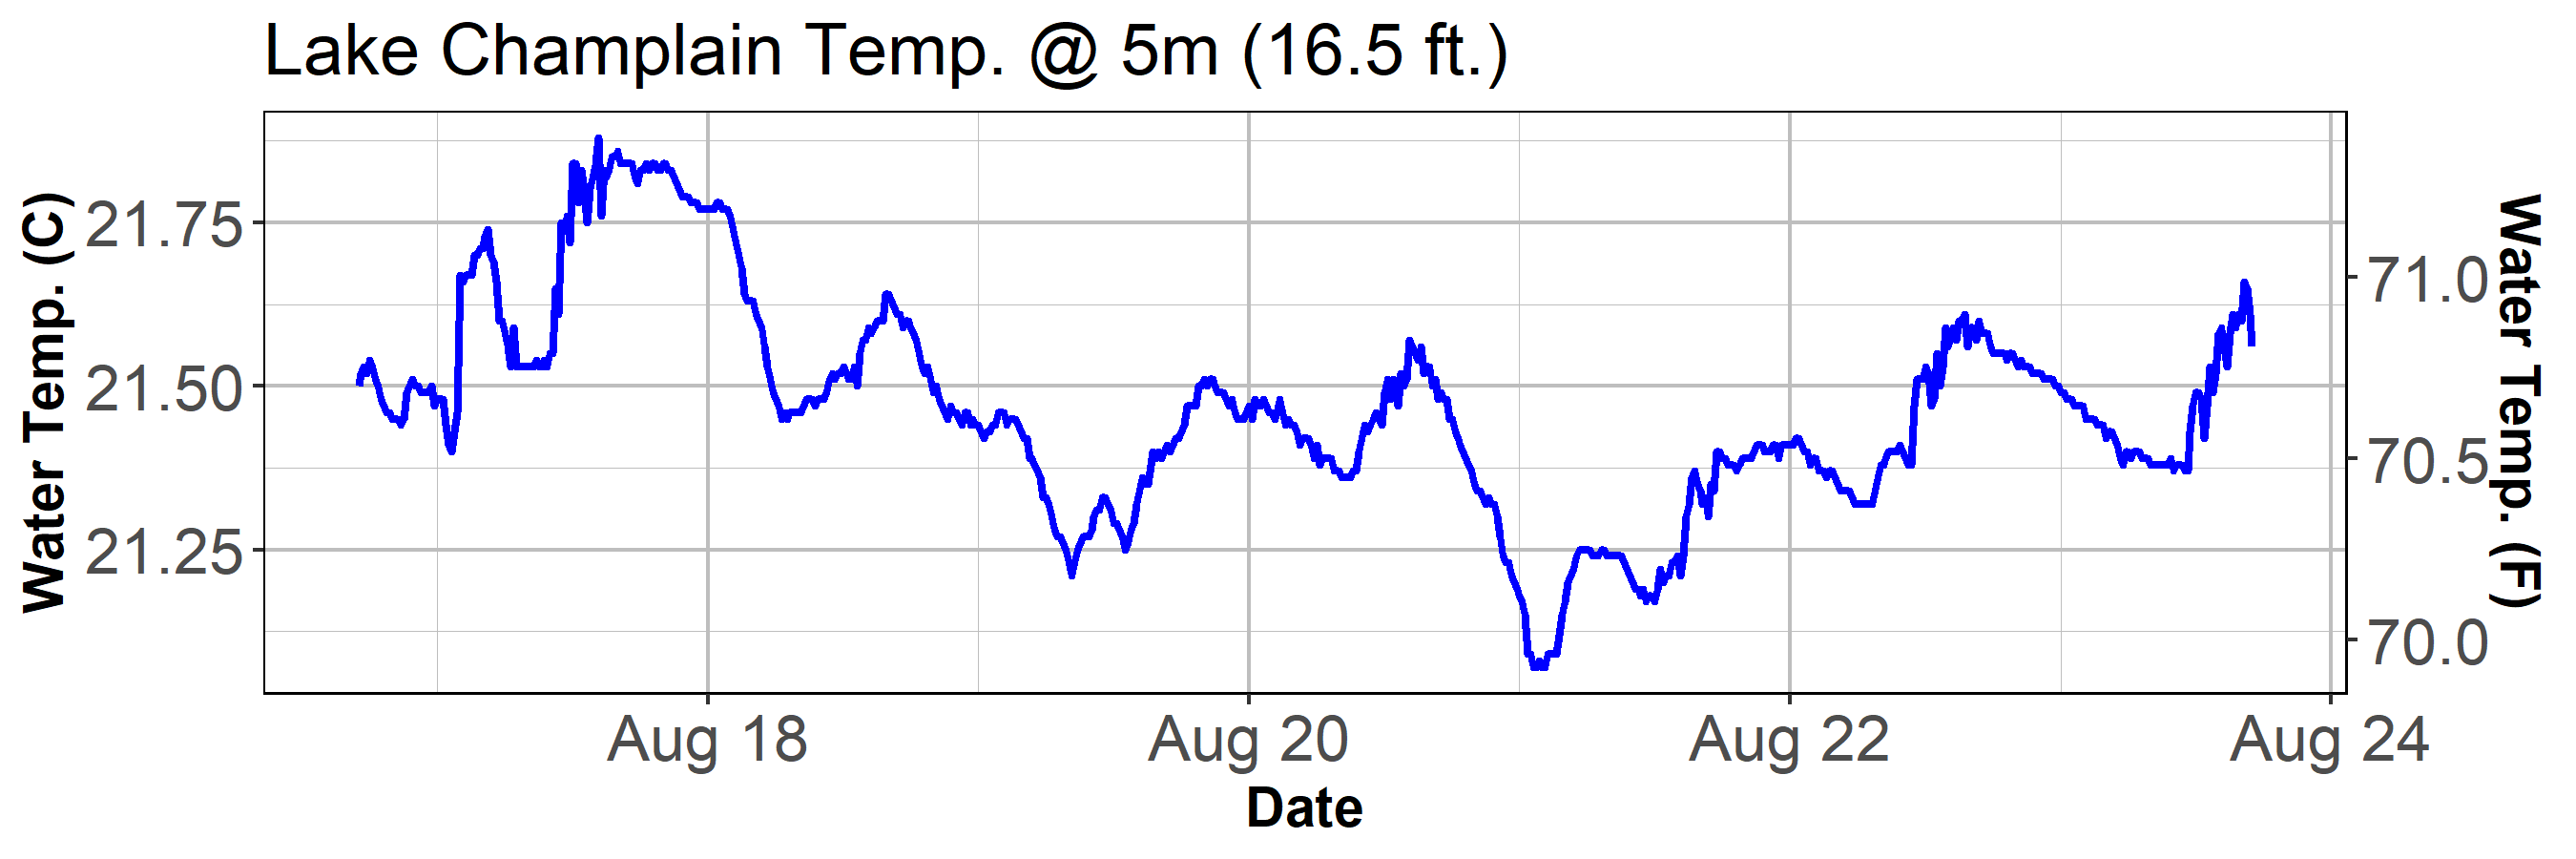 Lake Champlain Temp. @ 5m (16.5 ft.)
Water Temp. (C)
21.75
21.50
21.25
71.0
70.5
70.0
Water Temp. (F)
Aug 18
Aug 20
Aug 22
Aug 24
Date